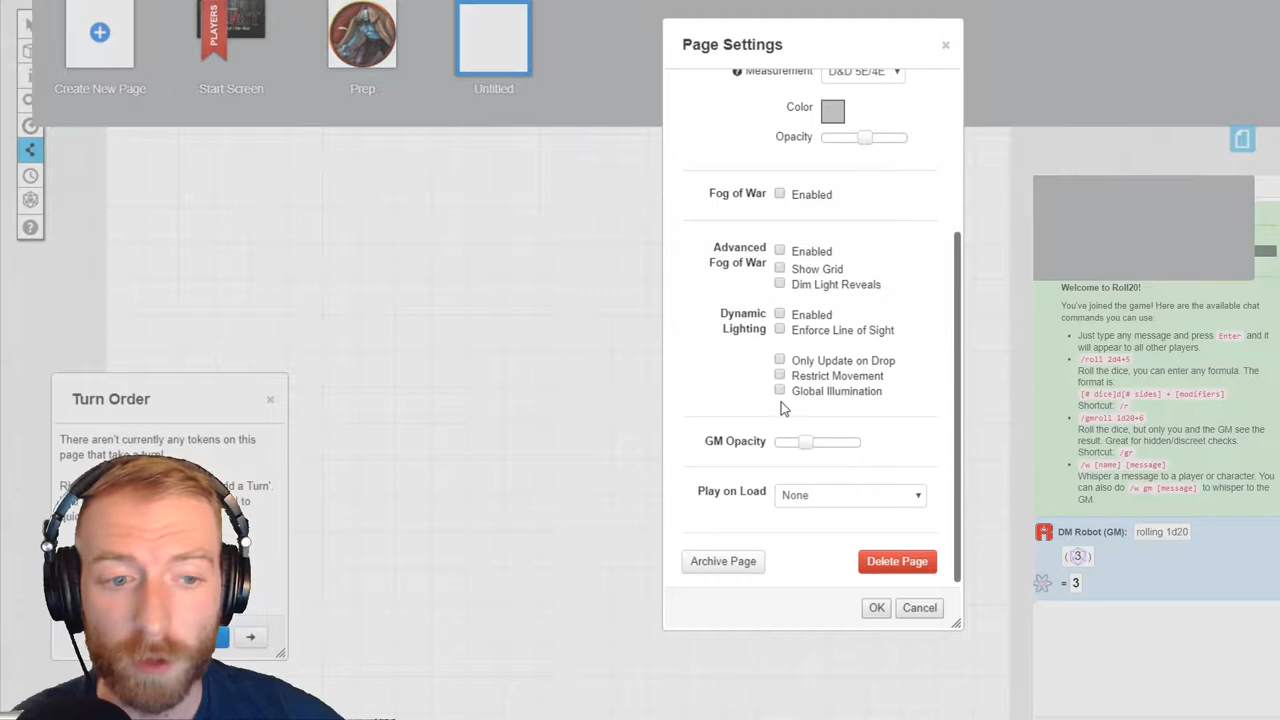 PLAYERS
Create New Page
Start Screen
Prep
Untitled
Page Settings
×
Measurement D&D 5E/4E
Color
Opacity
Fog of War Enabled
Advanced Fog of War
Enabled
Show Grid
Dim Light Reveals
Dynamic Lighting
Enabled
Enforce Line of Sight
Only Update on Drop
Restrict Movement
Global Illumination
GM Opacity
Play on Load None
Archive Page Delete Page
OK Cancel
Turn Order ×
There aren't currently any tokens on this
page that take a turn!
Welcome to Roll20!
You've joined the game! Here are the available chat
commands you can use:
• Just type any message and press Enter and it
will appear to all other players.
• /roll 2d4+5
Roll the dice, you can enter any formula. The
format is:
[# dice]d[# sides] + [modifiers]
Shortcut: /r
• /gmroll 1d20+6
Roll the dice, but only you and the GM see the
result. Great for hidden/discreet checks.
Shortcut: /gr
• /w [name] [message]
Whisper a message to a player or character. You
can also do /w gm [message] to whisper to the
GM.
DM Robot (GM): rolling 1d20
(3)
= 3